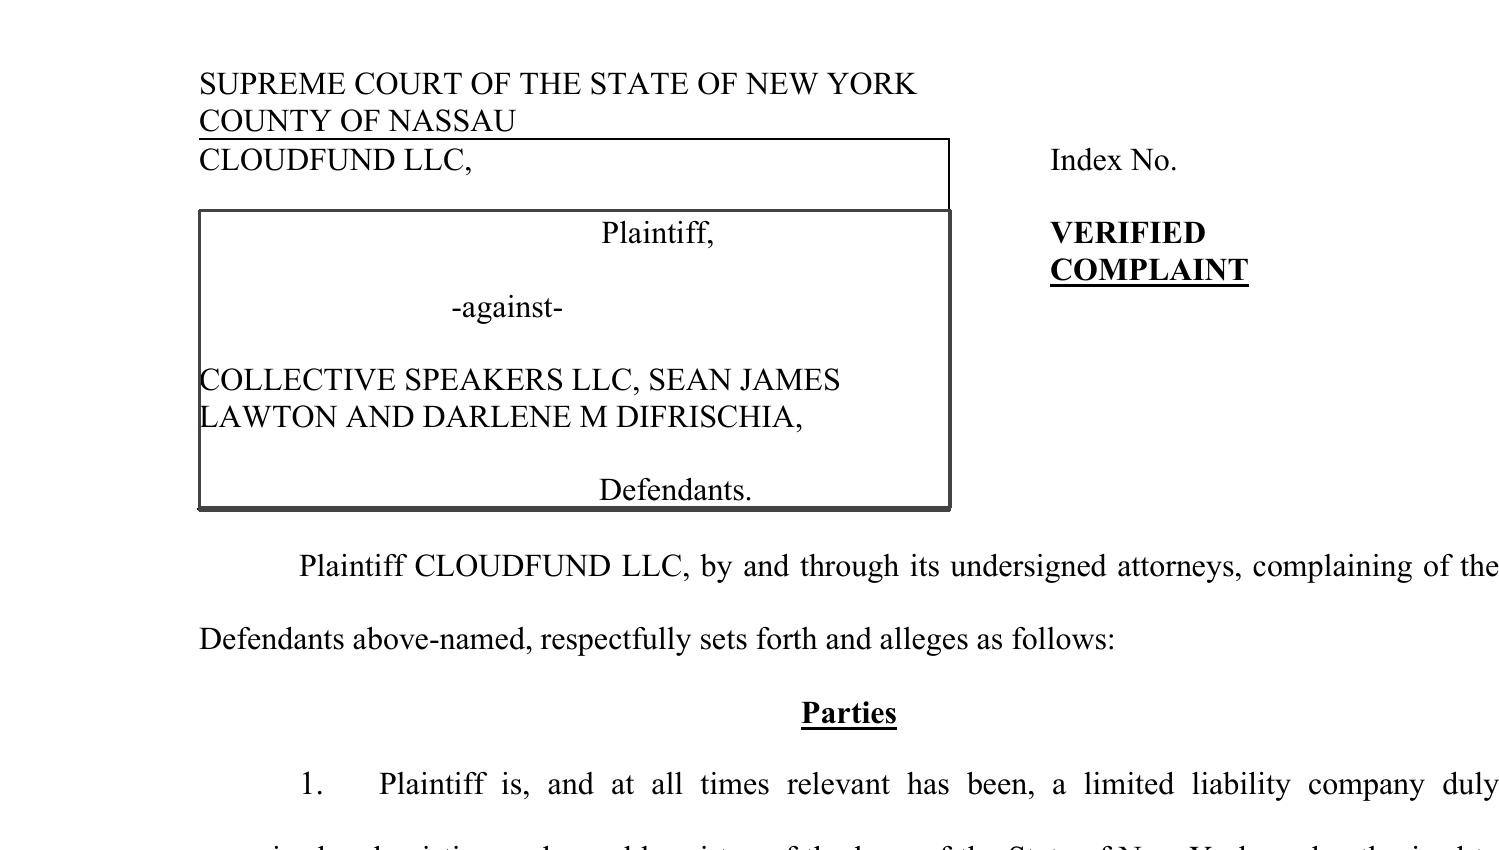 SUPREME COURT OF THE STATE OF NEW YORK
COUNTY OF NASSAU
CLOUDFUND LLC,
Index No.
Plaintiff,
VERIFIED
COMPLAINT
-against-
COLLECTIVE SPEAKERS LLC, SEAN JAMES
LAWTON AND DARLENE M DIFRISCHIA,
Defendants.
Plaintiff CLOUDFUND LLC, by and through its undersigned attorneys, complaining of the
Defendants above-named, respectfully sets forth and alleges as follows:
Parties
1. Plaintiff is, and at all times relevant has been, a limited liability company duly